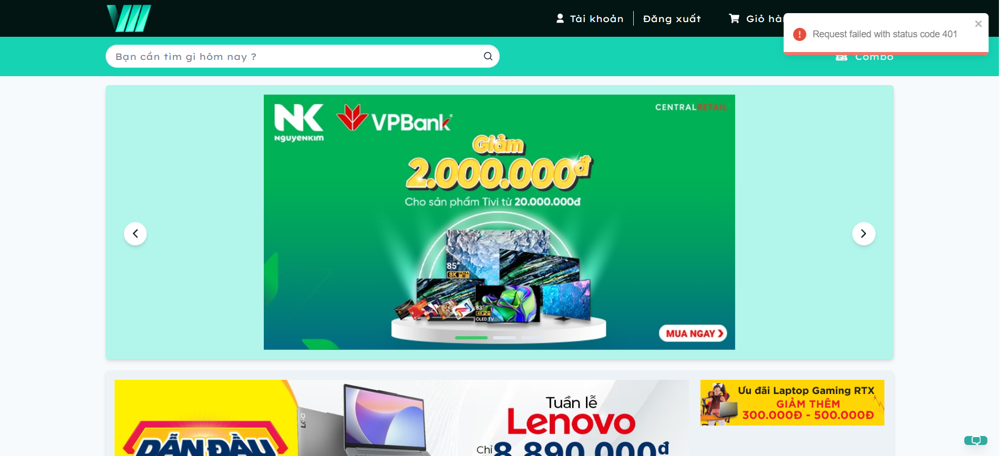 Tài khoản
Đăng xuất
Giỏ hàn
Request failed with status code 401
Bạn cần tìm gì hôm nay ?
Combo
NK
NGUYENKIM
VPBank
CENTRALRETAIL
Giảm
2.000.000đ
Cho sản phẩm Tivi từ 20.000.000đ
85"
8K
83"
OLED TV
MUA NGAY
DẪN ĐẦU
LOQ
Tuần lễ
Lenovo
Chỉ 8.890.000đ
Ưu đãi Laptop Gaming RTX
GIẢM THÊM
300.000Đ - 500.000Đ